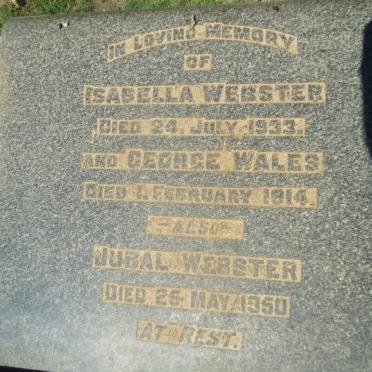 IN LOVING MEMORY
OF
ISABELLA WEBSTER
DIED 24. JULY. 1933.
AND GEORGE WALES
DIED 1. FEBRUARY 1914.
ALSO
JUBAL WEBSTER
DIED 25 MAY. 1950
AT REST.